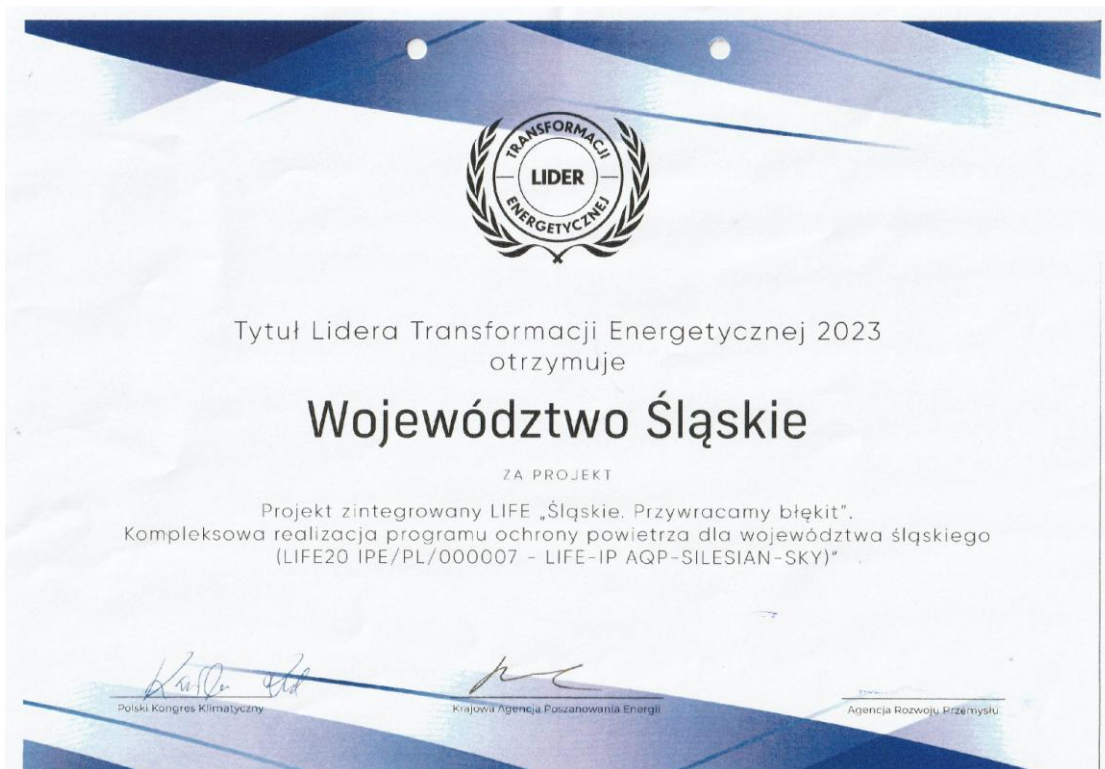 TRANSFORMACJI
LIDER
ENERGETYCZNEJ
Tytuł Lidera Transformacji Energetycznej 2023
otrzymuje
Województwo Śląskie
ZA PROJEKT
Projekt zintegrowany LIFE „Śląskie. Przywracamy błękit”.
Kompleksowa realizacja programu ochrony powietrza dla województwa śląskiego
(LIFE20 IPE/PL/000007 - LIFE-IP AQP-SILESIAN-SKY)”
Polski Kongres Klimatyczny
Krajowa Agencja Poszanowania Energii
Agencja Rozwoju Przemysłu